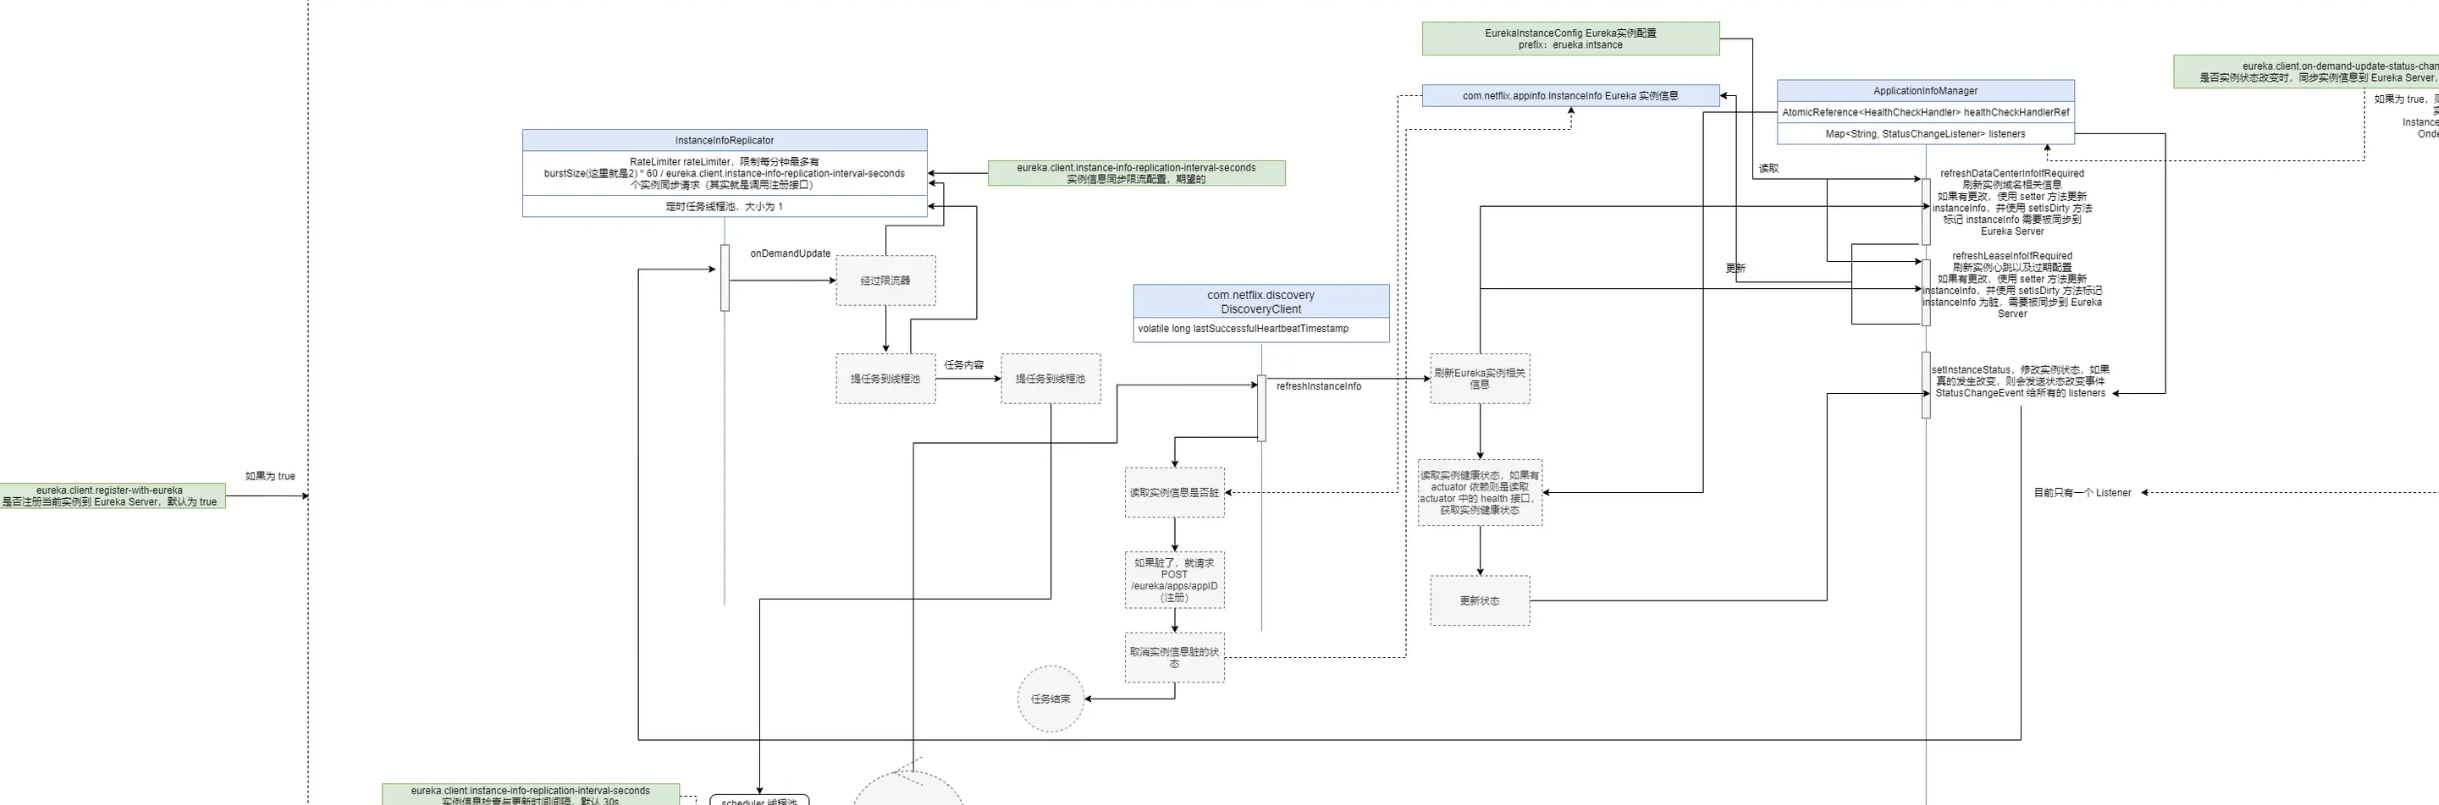 EurekaInstanceConfig Eureka实例配置
prefix：erueka.intsance
com.netflix.appinfo.InstanceInfo Eureka 实例信息
ApplicationInfoManager
AtomicReference<HealthCheckHandler> healthCheckHandlerRef
Map<String, StatusChangeListener> listeners
eureka.client.on-demand-update-status-chan
是否实例状态改变时，同步实例信息到 Eureka Server，
如果为 true，则
Instance
Onde
InstanceInfoReplicator
RateLimiter rateLimiter，限制每分钟最多有
burstSize(这里就是2) * 60 / eureka.client.instance-info-replication-interval-seconds
个实例同步请求（其实就是调用注册接口）
定时任务线程池，大小为 1
eureka.client.instance-info-replication-interval-seconds
实例信息同步限流配置，期望的
读取
refreshDataCenterInfoIfRequired
刷新实例域名相关信息
如果有更改，使用 setter 方法更新
instanceInfo，并使用 setIsDirty 方法
标记 instanceInfo 需要被同步到
Eureka Server
onDemandUpdate
经过限流器
更新
refreshLeaseInfoIfRequired
刷新实例心跳以及过期配置
如果有更改，使用 setter 方法更新
instanceInfo，并使用 setIsDirty 方法标记
instanceInfo 为脏，需要被同步到 Eureka
Server
com.netflix.discovery
DiscoveryClient
volatile long lastSuccessfulHeartbeatTimestamp
提任务到线程池
任务内容
提任务到线程池
refreshInstanceInfo
刷新Eureka实例相关
信息
setInstanceStatus，修改实例状态，如果
真的发生改变，则会发送状态改变事件
StatusChangeEvent 给所有的 listeners
如果为 true
eureka.client.register-with-eureka
是否注册当前实例到 Eureka Server，默认为 true
读取实例信息是否脏
读取实例健康状态，如果有
actuator 依赖则是读取
actuator 中的 health 接口，
获取实例健康状态
目前只有一个 Listener
如果脏了，就请求
POST
/eureka/apps/appID
（注册）
更新状态
取消实例信息脏的状
态
任务结束
eureka.client.instance-info-replication-interval-seconds
实例信息检查与更新时间间隔，默认 30s
scheduler 线程池